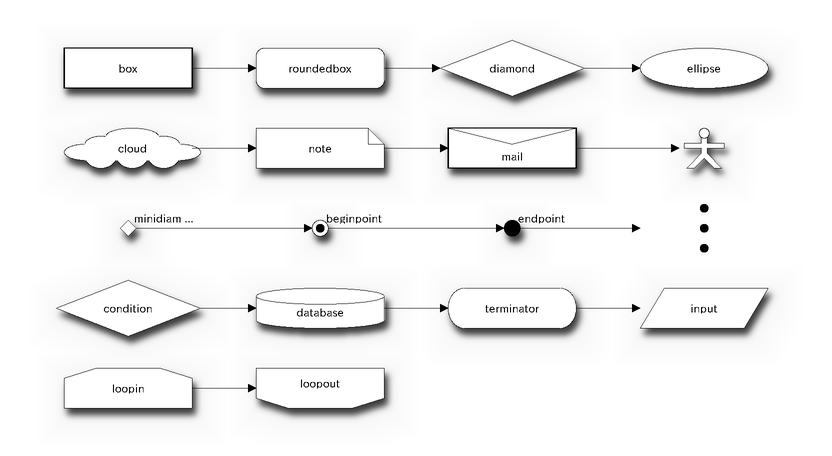 box
roundedbox
diamond
ellipse
cloud
note
mail
minidiam ...
beginpoint
endpoint
condition
database
terminator
input
loopin
loopout